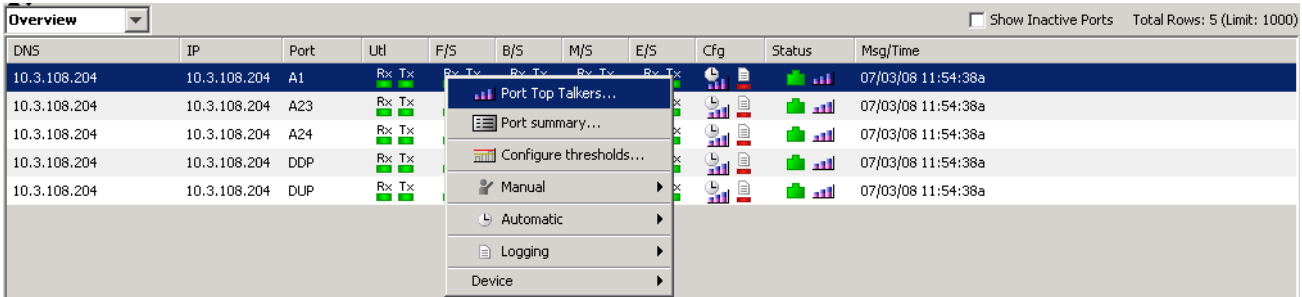 Overview Show Inactive Ports Total Rows: 5 (Limit: 1000)
DNS IP Port Utl F/S B/S M/S E/S Cfg Status Msg/Time
10.3.108.204 10.3.108.204 A1 Rx Tx Rx Tx Rx Tx Rx Tx Rx Tx 07/03/08 11:54:38a
Port Top Talkers...
10.3.108.204 10.3.108.204 A23 Rx Tx 07/03/08 11:54:38a
Port summary...
10.3.108.204 10.3.108.204 A24 Rx Tx 07/03/08 11:54:38a
Configure thresholds...
10.3.108.204 10.3.108.204 DDP Rx Tx 07/03/08 11:54:38a
Manual
10.3.108.204 10.3.108.204 DUP Rx Tx 07/03/08 11:54:38a
Automatic
Logging
Device